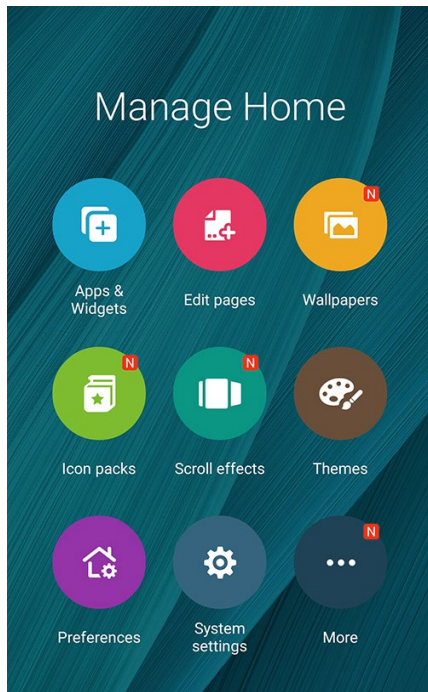 Manage Home
N
Apps &
Widgets
Edit pages
Wallpapers
N
N
Icon packs
Scroll effects
Themes
N
Preferences
System
settings
More